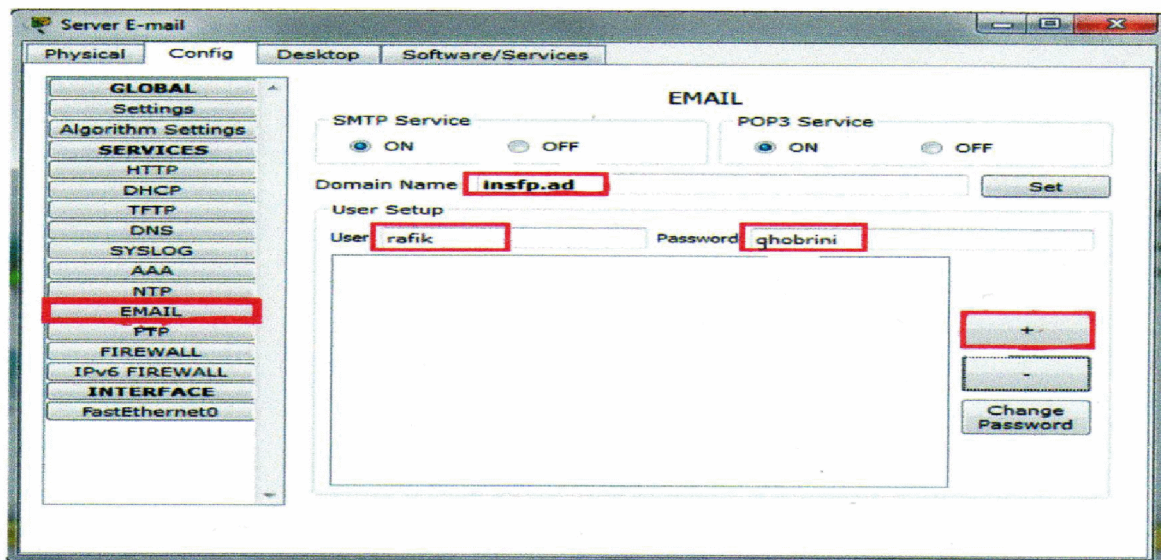 Server E-mail
Physical Config Desktop Software/Services
GLOBAL
Settings
Algorithm Settings
SERVICES
HTTP
DHCP
TFTP
DNS
SYSLOG
AAA
NTP
EMAIL
FTP
FIREWALL
IPv6 FIREWALL
INTERFACE
FastEthernet0
EMAIL
SMTP Service
ON OFF
POP3 Service
ON OFF
Domain Name insfp.ad Set
User Setup
User rafik Password ghobrini
+
-
Change
Password